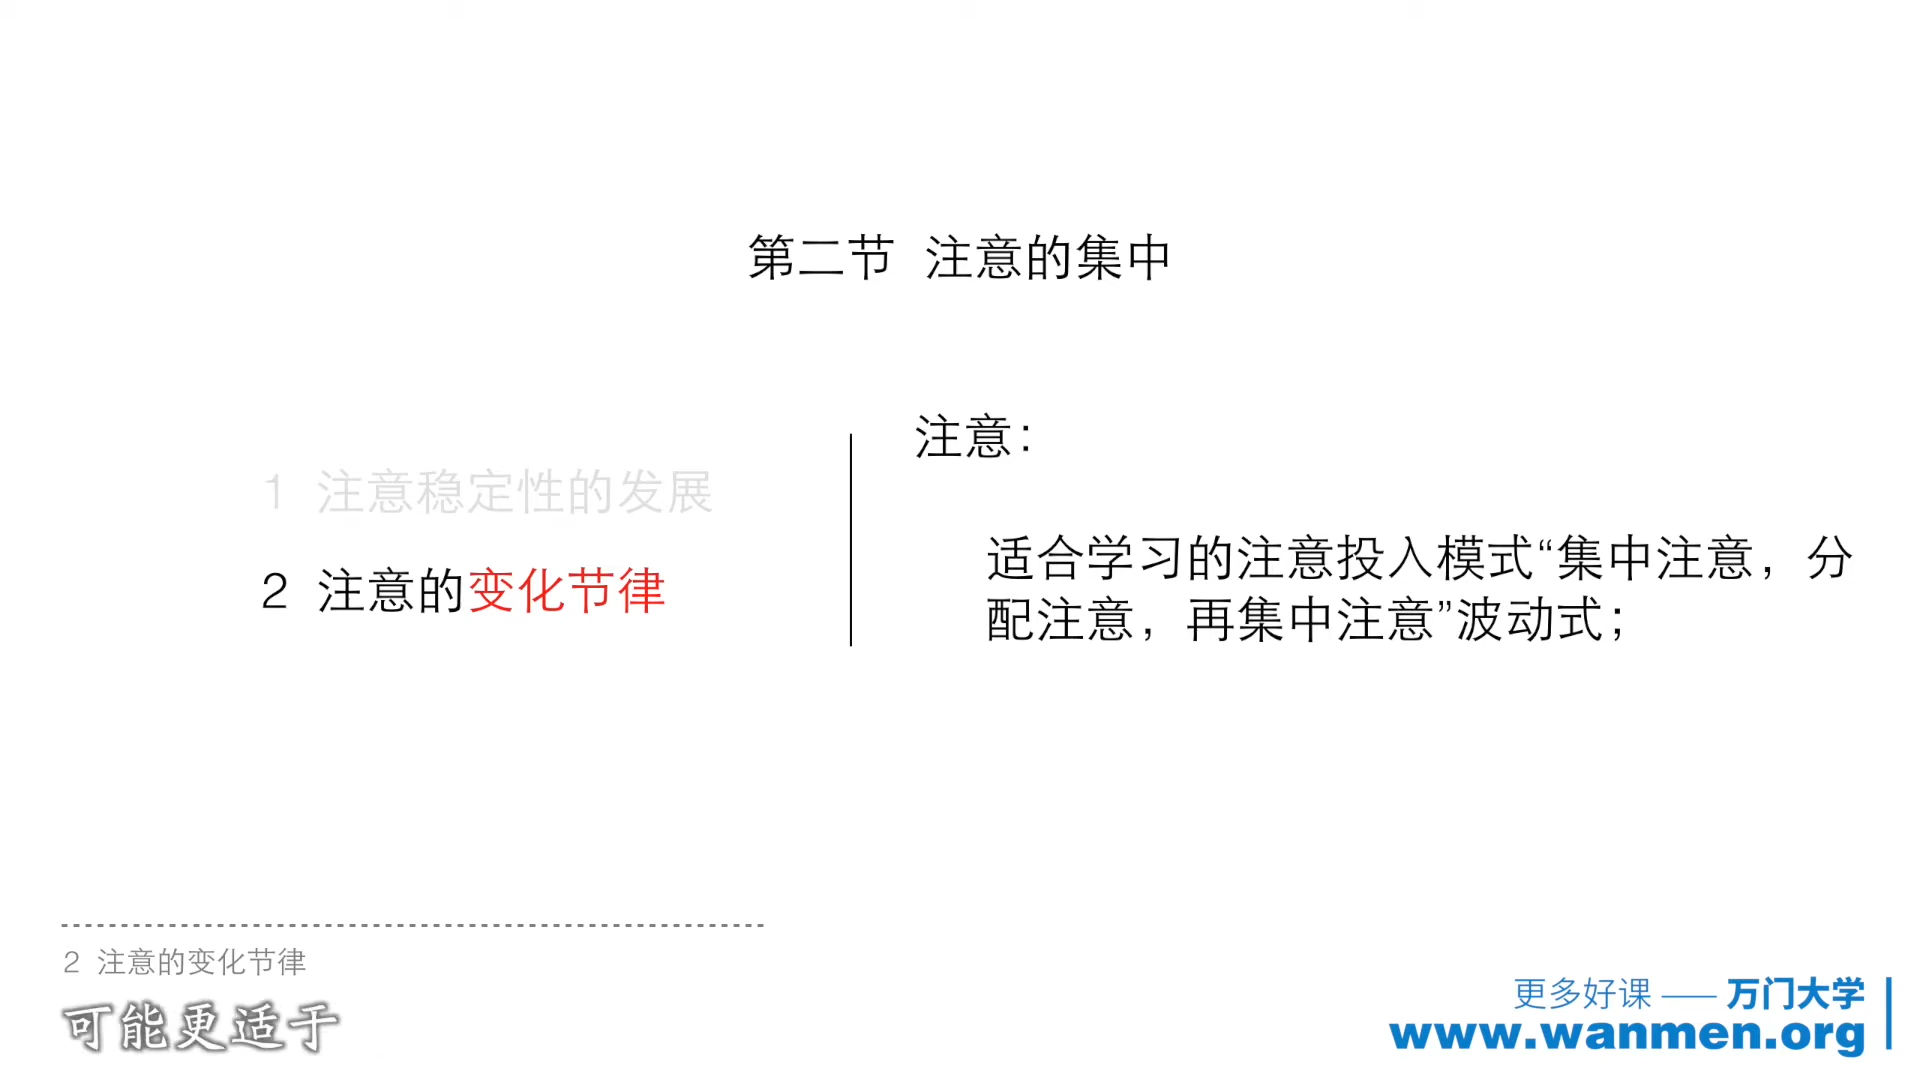 第二节 注意的集中
1 注意稳定性的发展
2 注意的变化节律
注意：
适合学习的注意投入模式“集中注意，分
配注意，再集中注意”波动式；
2 注意的变化节律
可能更适于
更多好课 —— 万门大学
www.wanmen.org